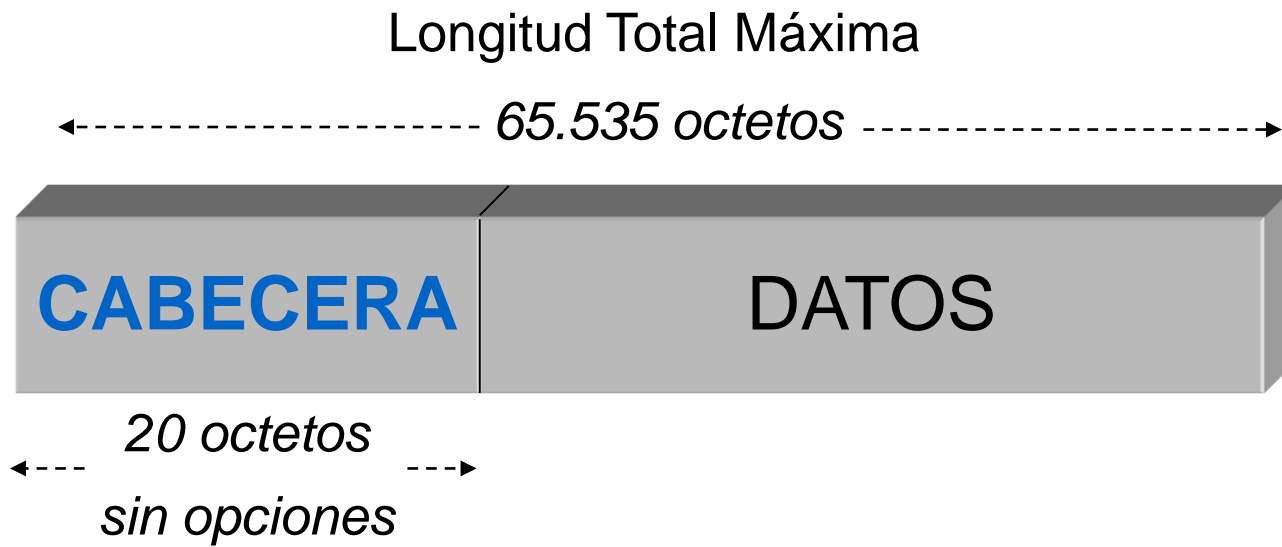 Longitud Total Máxima
65.535 octetos
CABECERA DATOS
20 octetos
sin opciones